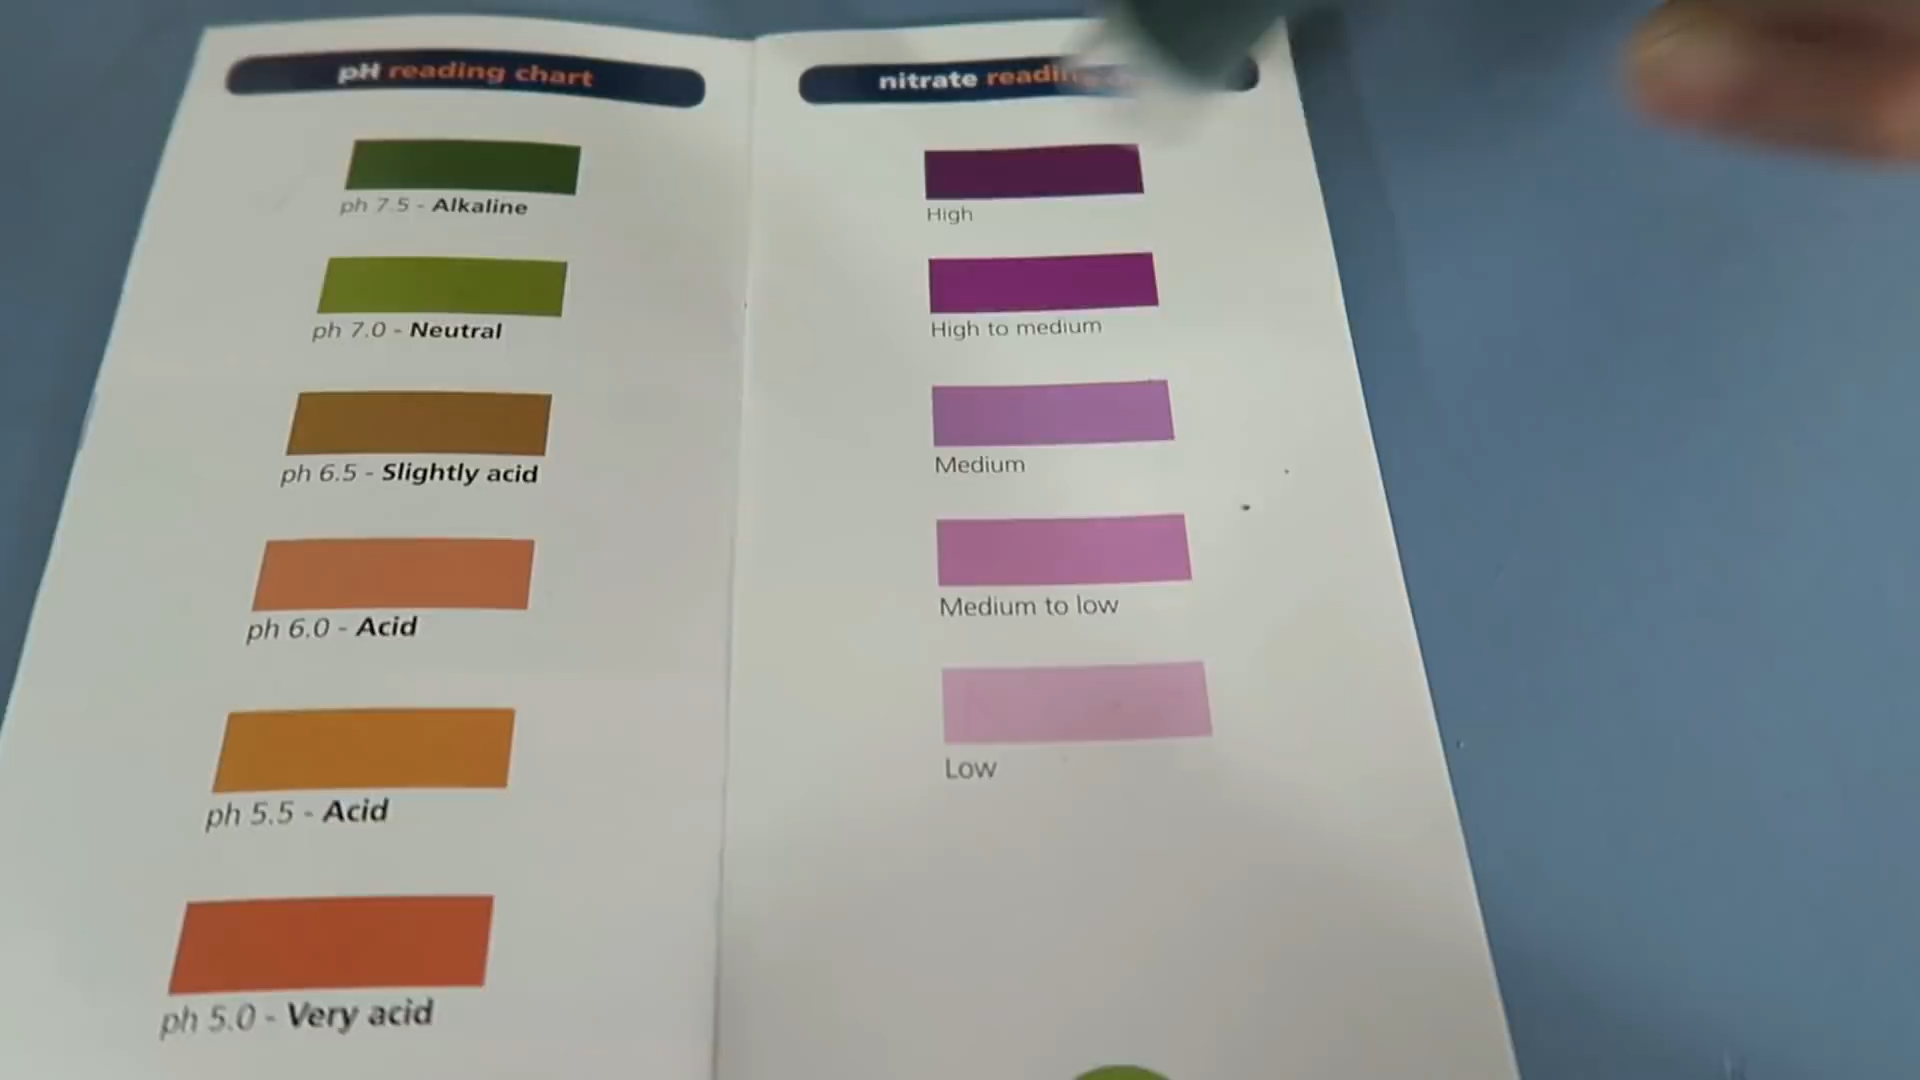 pH reading chart
ph 7.5 - Alkaline
ph 7.0 - Neutral
ph 6.5 - Slightly acid
ph 6.0 - Acid
ph 5.5 - Acid
ph 5.0 - Very acid
nitrate
High
High to medium
Medium
Medium to low
Low